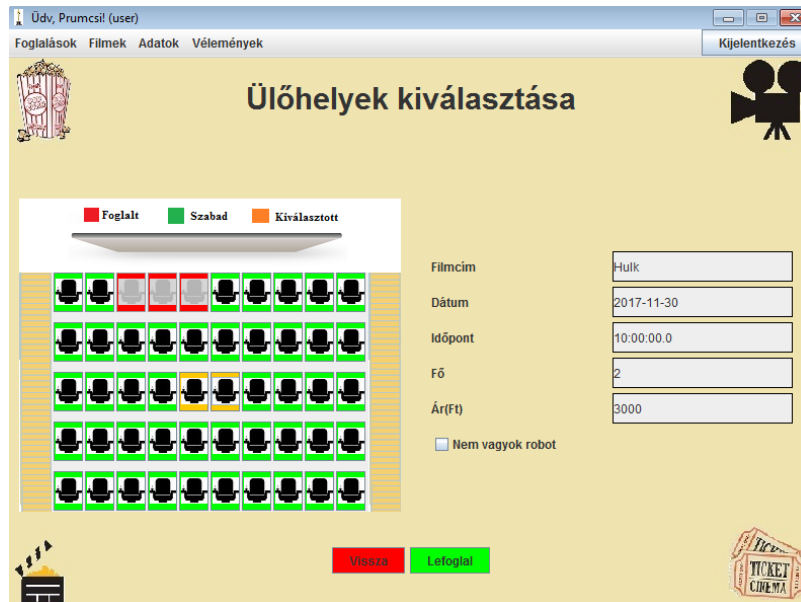 Üdv, Prumcsi! (user)
Foglalások Filmek Adatok Vélemények Kijelentkezés
Ülőhelyek kiválasztása
Foglalt Szabad Kiválasztott
Filmcím Hulk
Dátum 2017-11-30
Időpont 10:00:00.0
Fő 2
Ár(Ft) 3000
Nem vagyok robot
Vissza Lefoglal
TICKET
TICKET
CINEMA